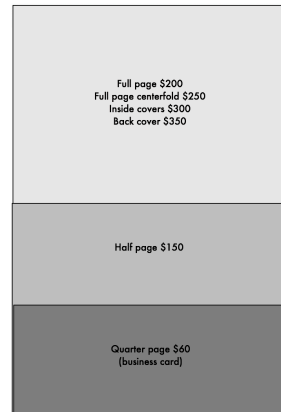 Full page $200
Full page centerfold $250
Inside covers $300
Back cover $350
Half page $150
Quarter page $60
(business card)